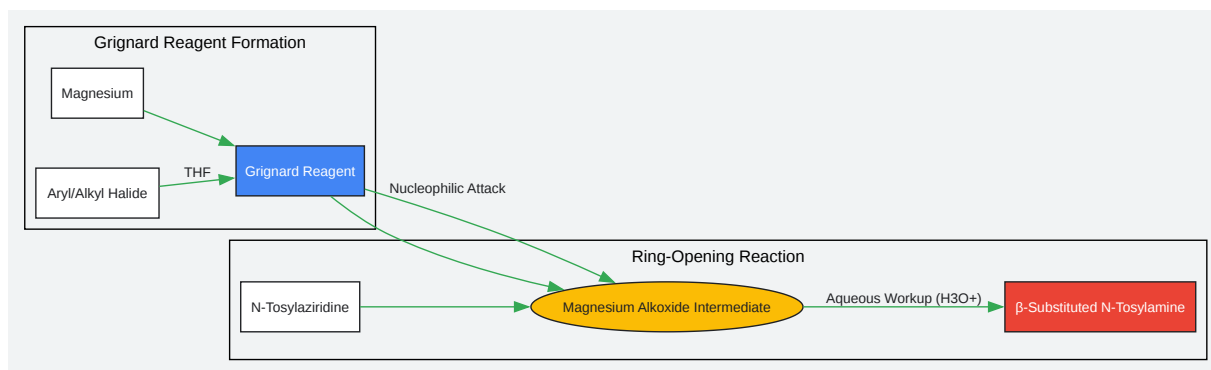 Grignard Reagent Formation
Magnesium
Aryl/Alkyl Halide
THF
Grignard Reagent
Nucleophilic Attack
Ring-Opening Reaction
N-Tosylaziridine
Magnesium Alkoxide Intermediate
Aqueous Workup (H3O+)
β-Substituted N-Tosylamine